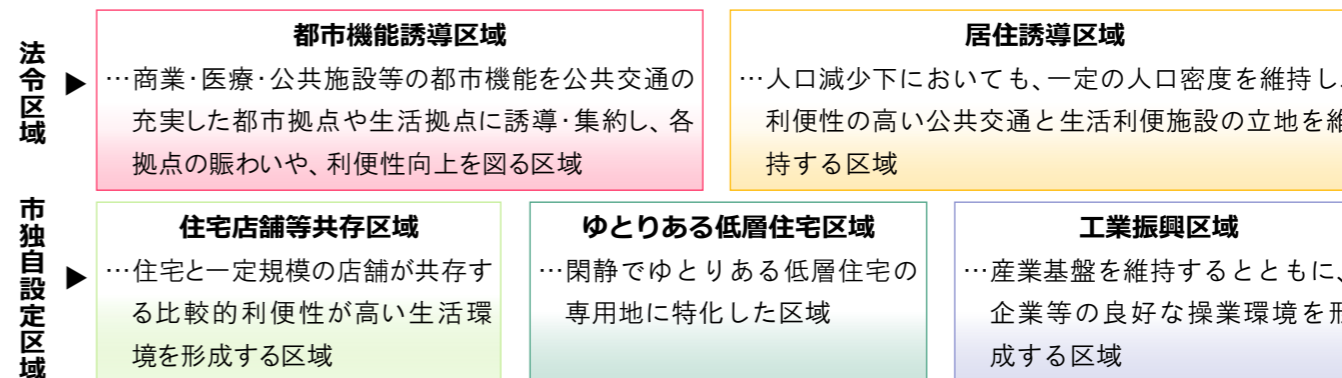 法令区域
▶
都市機能誘導区域
…商業・医療・公共施設等の都市機能を公共交通の
充実した都市拠点や生活拠点に誘導・集約し、各
拠点の賑わいや、利便性向上を図る区域
居住誘導区域
…人口減少下においても、一定の人口密度を維持し、
利便性の高い公共交通と生活利便施設の立地を維
持する区域
市独自設定区域
▶
住宅店舗等共存区域
…住宅と一定規模の店舗が共存す
る比較的利便性が高い生活環
境を形成する区域
ゆとりある低層住宅区域
…閑静でゆとりある低層住宅の
専用地に特化した区域
工業振興区域
…産業基盤を維持するとともに、
企業等の良好な操業環境を形
成する区域